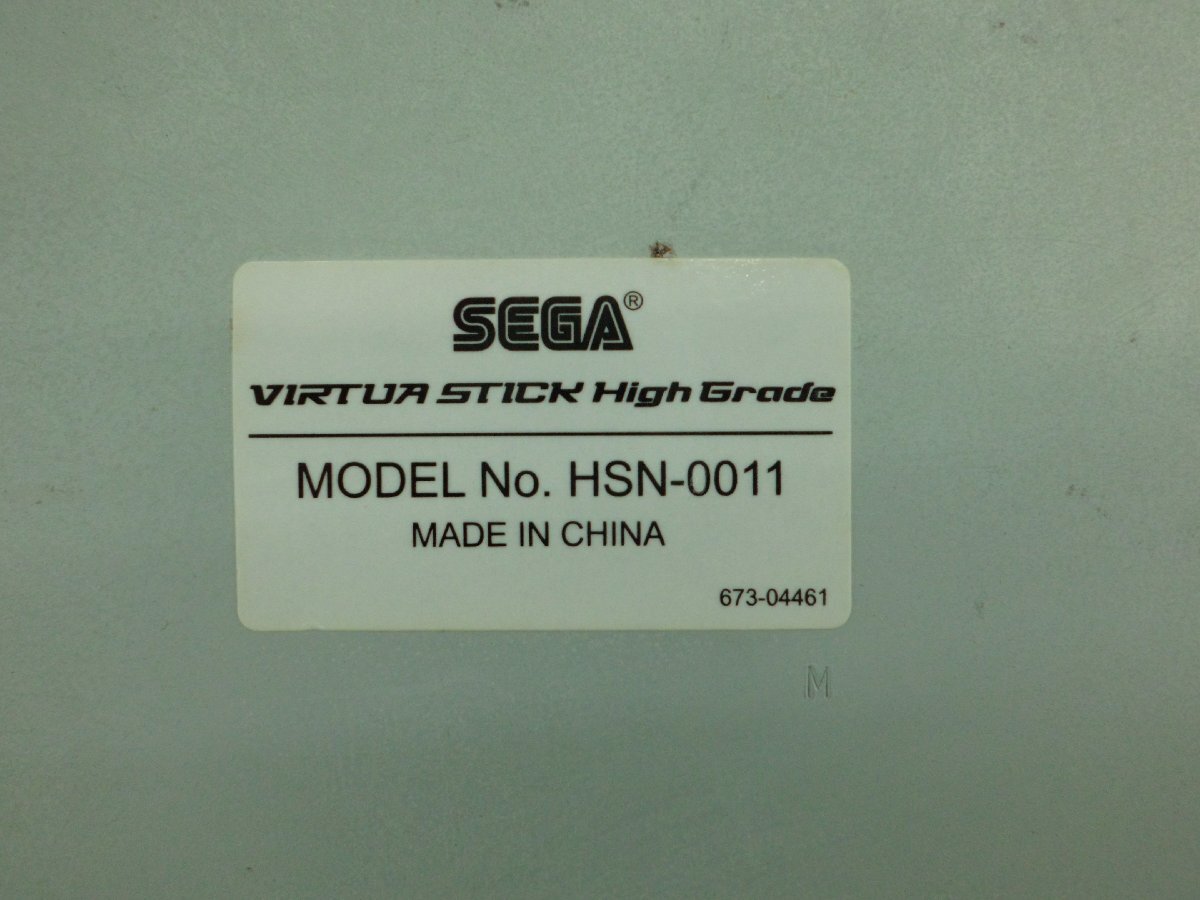 SEGA®
VIRTUA STICK High Grade
MODEL No. HSN-0011
MADE IN CHINA
673-04461
M